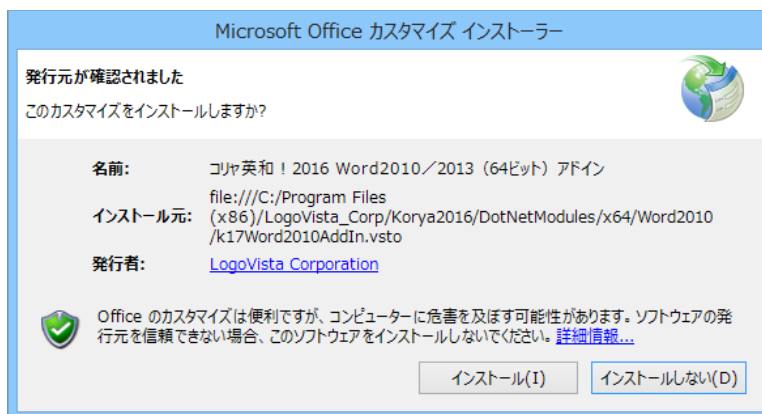 Microsoft Office カスタマイズ インストーラー
発行元が確認されました
このカスタマイズをインストールしますか?
名前: コリャ英和！2016 Word2010／2013（64ビット）アドイン
インストール元: file:///C:/Program Files
(x86)/LogoVista_Corp/Korya2016/DotNetModules/x64/Word2010
/k17Word2010AddIn.vsto
発行者: LogoVista Corporation
Office のカスタマイズは便利ですが、コンピューターに危害を及ぼす可能性があります。ソフトウェアの発
行元を信頼できない場合、このソフトウェアをインストールしないでください。詳細情報...
インストール(I) インストールしない(D)